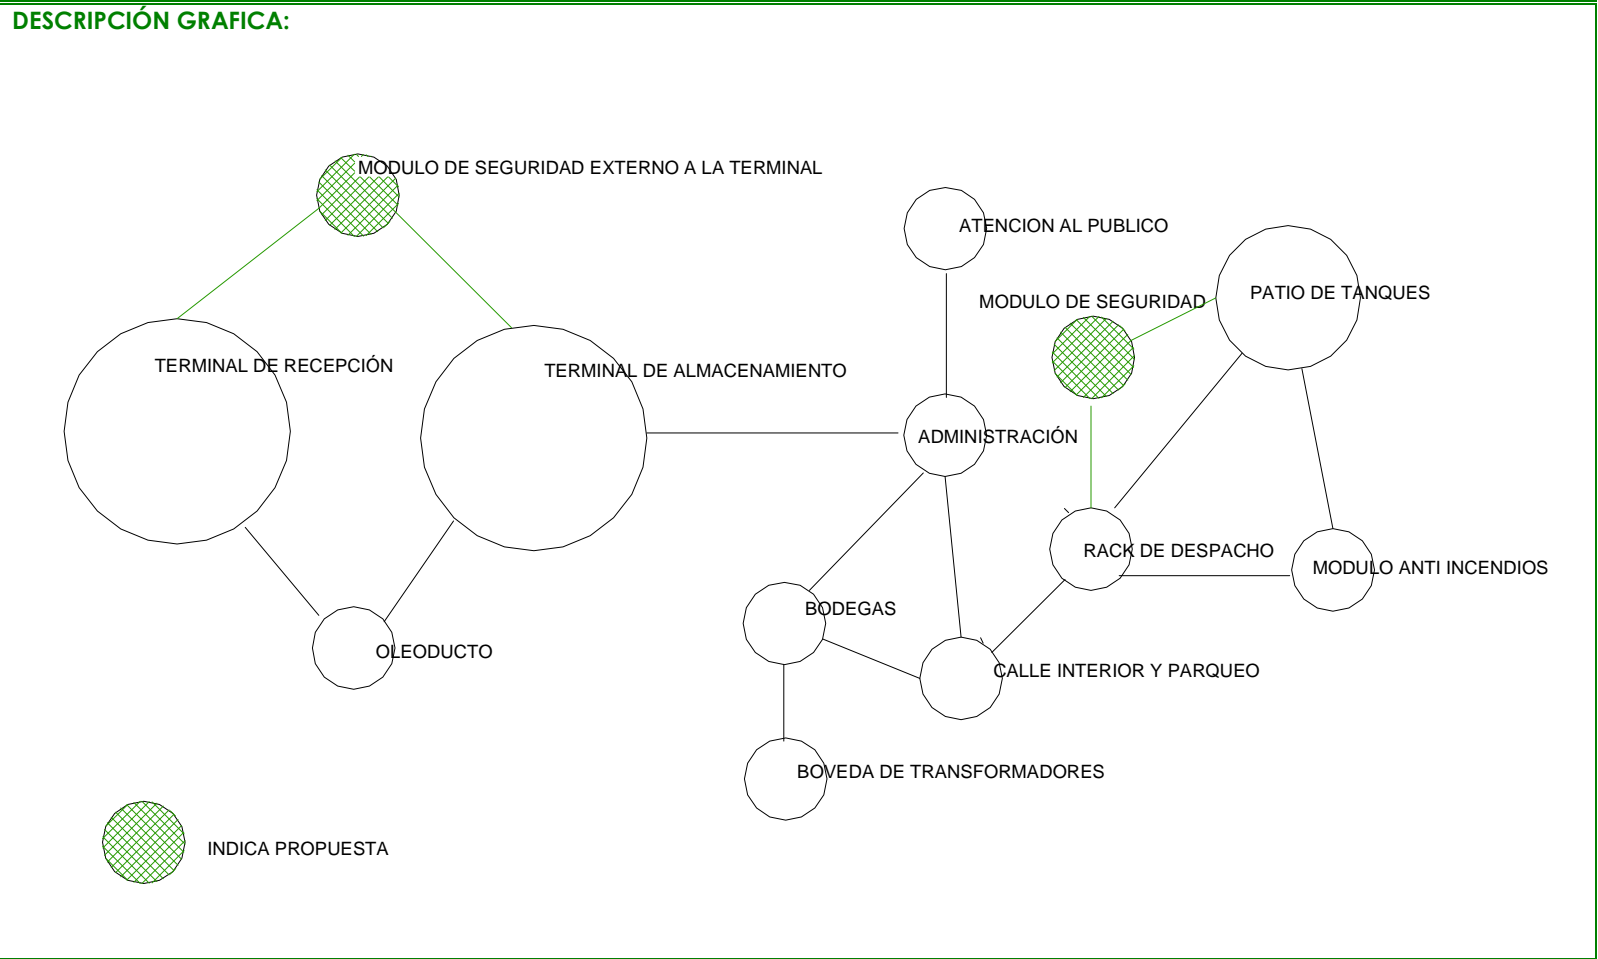 DESCRIPCIÓN GRAFICA:
MODULO DE SEGURIDAD EXTERNO A LA TERMINAL
ATENCION AL PUBLICO
MODULO DE SEGURIDAD
PATIO DE TANQUES
TERMINAL DE RECEPCIÓN
TERMINAL DE ALMACENAMIENTO
ADMINISTRACIÓN
RACK DE DESPACHO
MODULO ANTI INCENDIOS
BODEGAS
OLEODUCTO
CALLE INTERIOR Y PARQUEO
BOVEDA DE TRANSFORMADORES
INDICA PROPUESTA